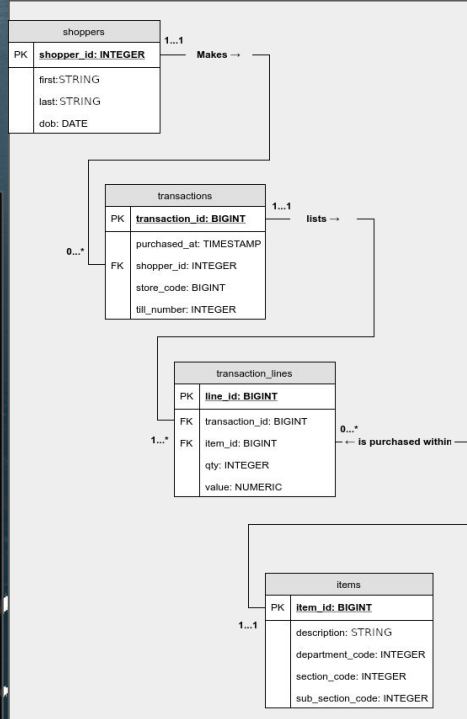 shoppers
1...1
PK shopper_id: INTEGER
Makes →
first:STRING
last: STRING
dob: DATE
transactions
1...1
PK transaction_id: BIGINT
lists →
purchased_at: TIMESTAMP
0...*
FK shopper_id: INTEGER
store_code: BIGINT
till_number: INTEGER
transaction_lines
PK line_id: BIGINT
FK transaction_id: BIGINT
0...*
1...*
FK item_id: BIGINT
← is purchased within
qty: INTEGER
value: NUMERIC
items
PK item_id: BIGINT
1...1
description: STRING
department_code: INTEGER
section_code: INTEGER
sub_section_code: INTEGER